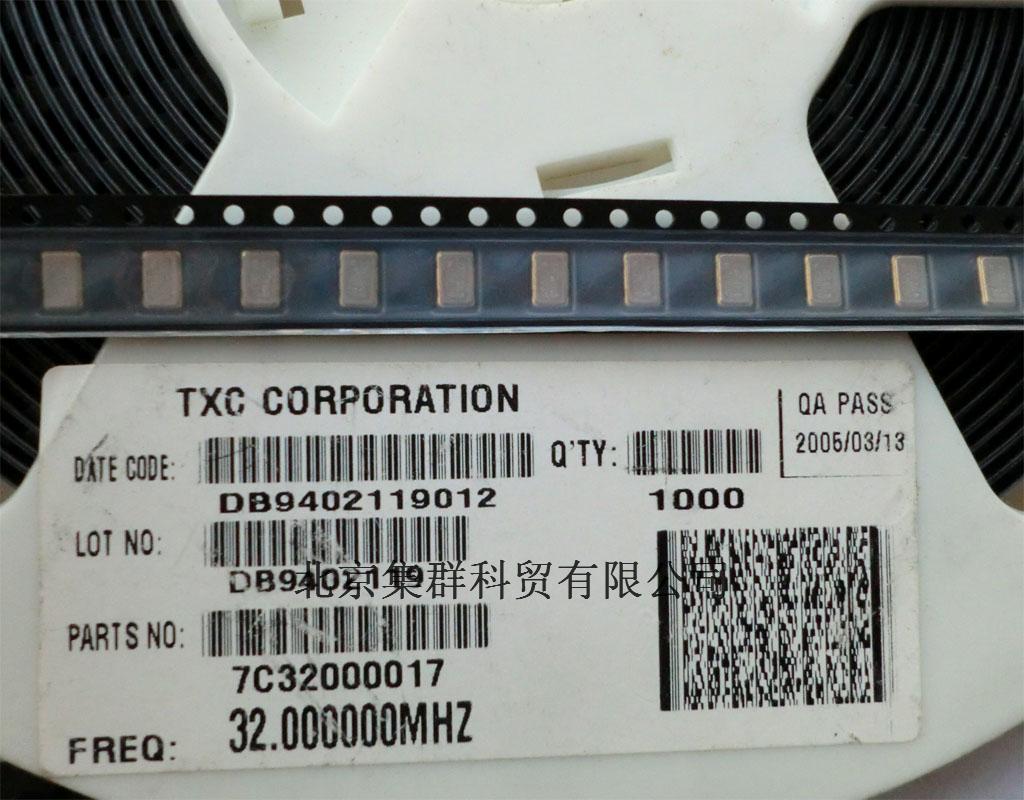 TXC CORPORATION
QA PASS
2005/03/13
DATE CODE:
Q'TY:
DB9402119012
1000
LOT NO:
DB9402119
北京集群科贸有限公司
PARTS NO:
7C32000017
FREQ: 32.000000MHZ